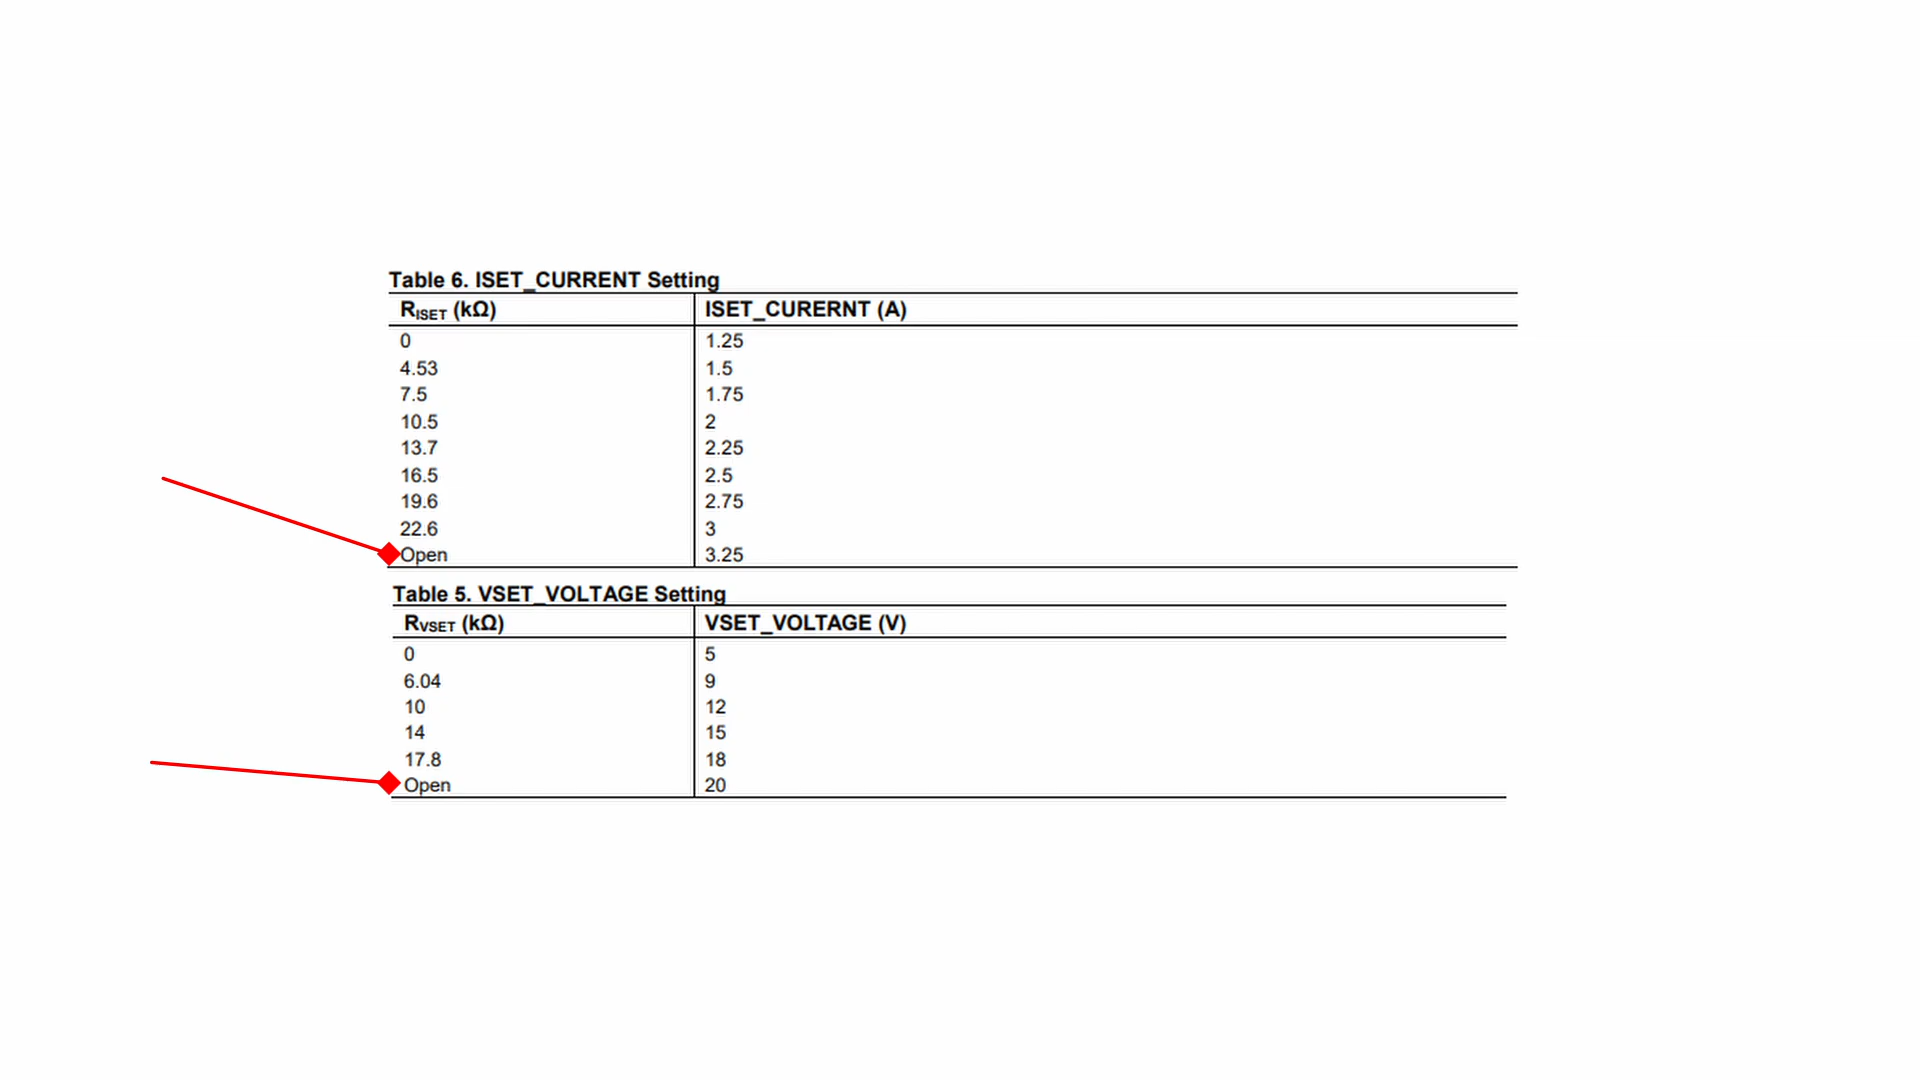 Table 6. ISET_CURRENT Setting
RISET (kΩ) ISET_CURERNT (A)
0 1.25
4.53 1.5
7.5 1.75
10.5 2
13.7 2.25
16.5 2.5
19.6 2.75
22.6 3
Open 3.25
Table 5. VSET_VOLTAGE Setting
RVSET (kΩ) VSET_VOLTAGE (V)
0 5
6.04 9
10 12
14 15
17.8 18
Open 20